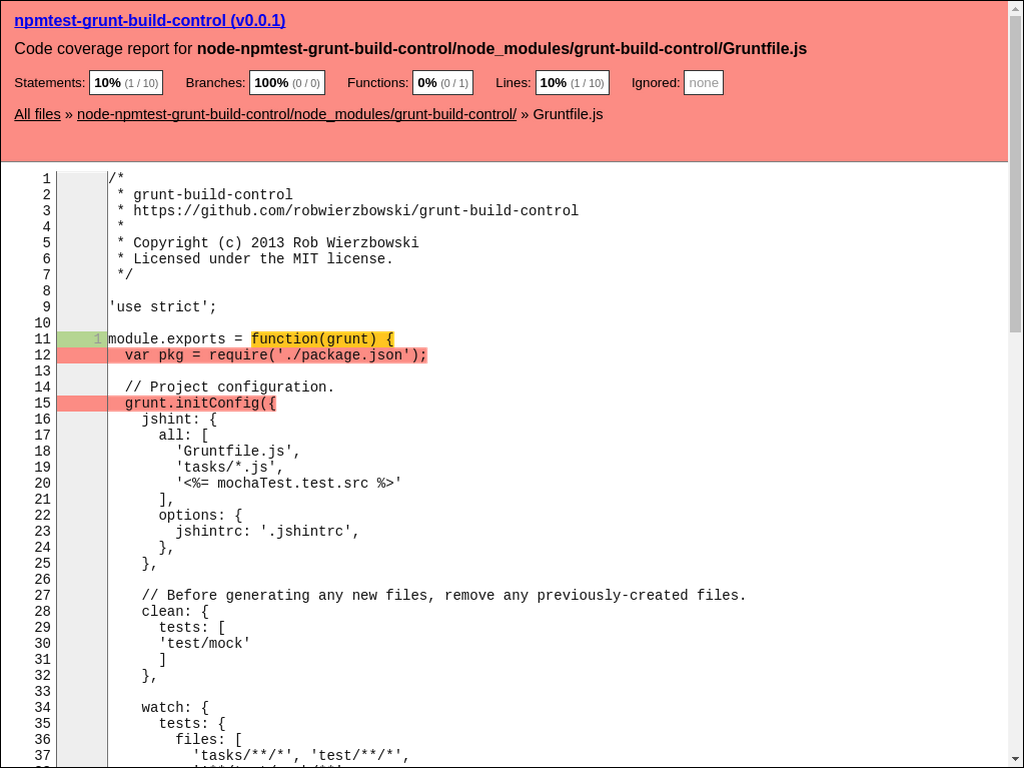 npmtest-grunt-build-control (v0.0.1)
Code coverage report for node-npmtest-grunt-build-control/node_modules/grunt-build-control/Gruntfile.js
Statements: 10% (1 / 10) Branches: 100% (0 / 0) Functions: 0% (0 / 1) Lines: 10% (1 / 10) Ignored: none
All files » node-npmtest-grunt-build-control/node_modules/grunt-build-control/ » Gruntfile.js
1 /*
2  * grunt-build-control
3  * https://github.com/robwierzbowski/grunt-build-control
4  *
5  * Copyright (c) 2013 Rob Wierzbowski
6  * Licensed under the MIT license.
7  */
8
9 'use strict';
10
11 1 module.exports = function(grunt) {
12   var pkg = require('./package.json');
13
14   // Project configuration.
15   grunt.initConfig({
16     jshint: {
17       all: [
18         'Gruntfile.js',
19         'tasks/*.js',
20         '<%= mochaTest.test.src %>'
21       ],
22       options: {
23         jshintrc: '.jshintrc',
24       },
25     },
26
27     // Before generating any new files, remove any previously-created files.
28     clean: {
29       tests: [
30       'test/mock'
31       ]
32     },
33
34     watch: {
35       tests: {
36         files: [
37           'tasks/**/*', 'test/**/*',